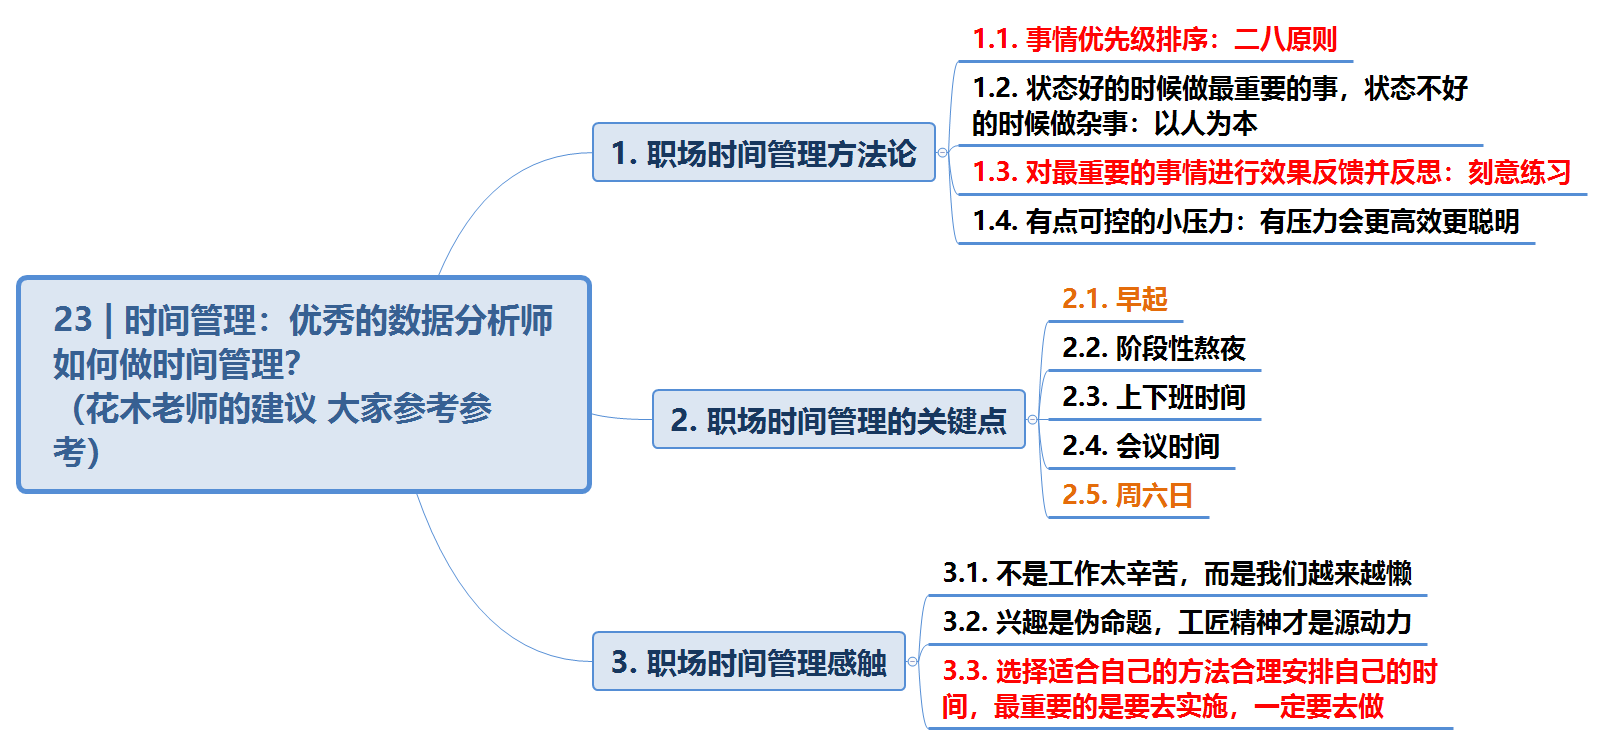 23 | 时间管理：优秀的数据分析师
如何做时间管理？
（花木老师的建议 大家参考参
考）
1. 职场时间管理方法论
1.1. 事情优先级排序：二八原则
1.2. 状态好的时候做最重要的事，状态不好
的时候做杂事：以人为本
1.3. 对最重要的事情进行效果反馈并反思：刻意练习
1.4. 有点可控的小压力：有压力会更高效更聪明
2. 职场时间管理的关键点
2.1. 早起
2.2. 阶段性熬夜
2.3. 上下班时间
2.4. 会议时间
2.5. 周六日
3. 职场时间管理感触
3.1. 不是工作太辛苦，而是我们越来越懒
3.2. 兴趣是伪命题，工匠精神才是源动力
3.3. 选择适合自己的方法合理安排自己的时
间，最重要的是要去实施，一定要去做